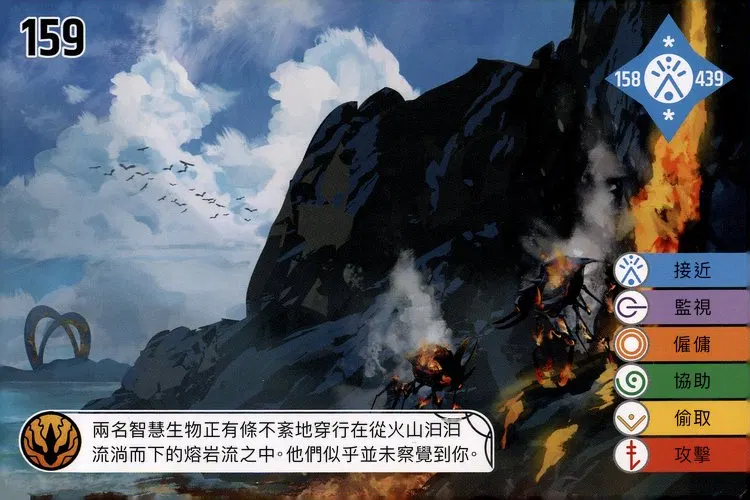 159
*
158
439
*
接近
監視
僱傭
協助
偷取
攻擊
兩名智慧生物正有條不紊地穿行在從火山汩汩
流淌而下的熔岩流之中。他們似乎並未察覺到你。